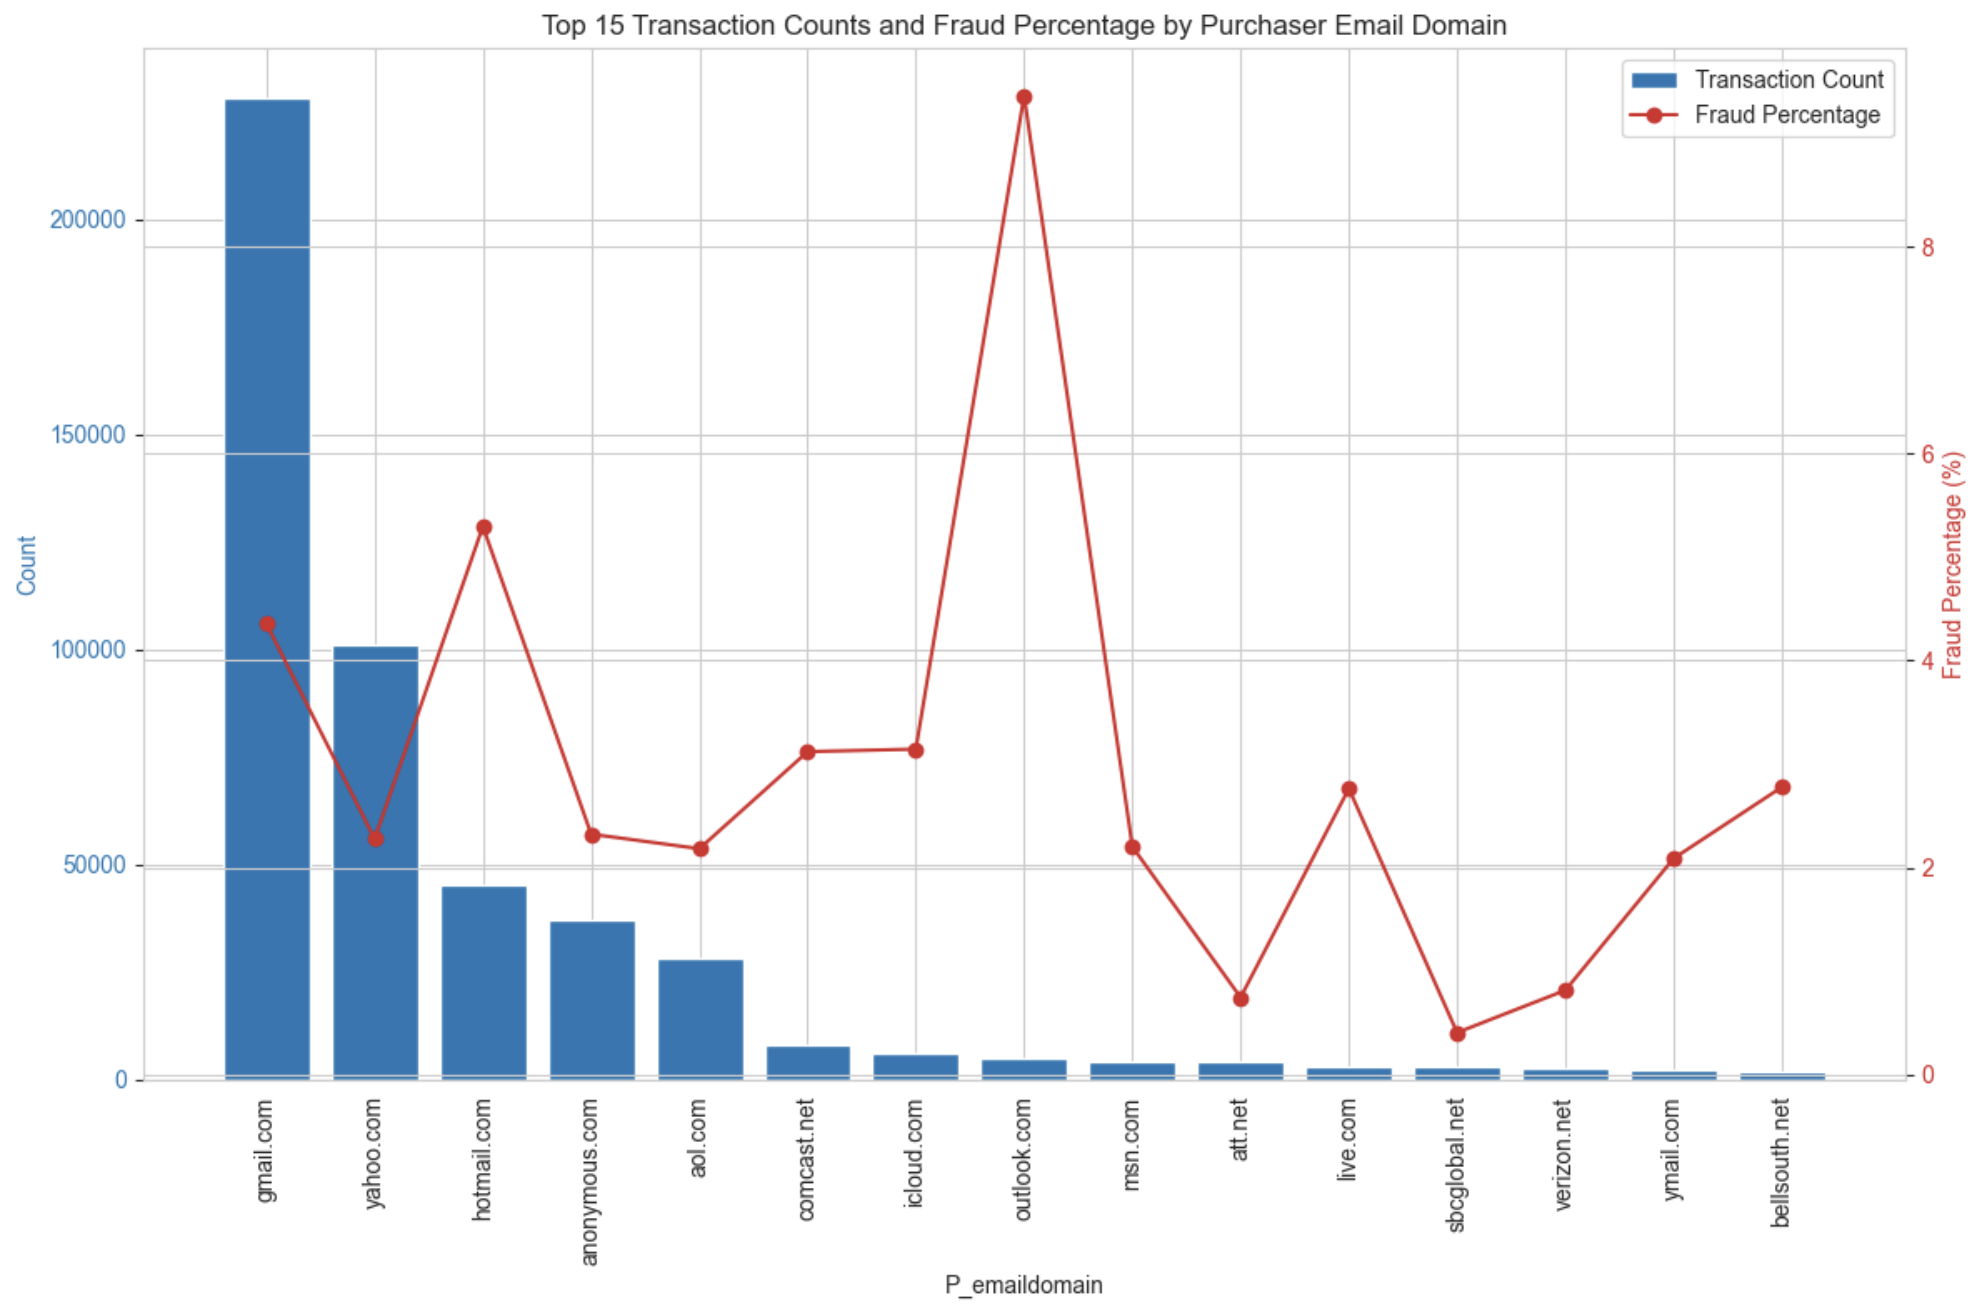 Top 15 Transaction Counts and Fraud Percentage by Purchaser Email Domain
Transaction Count
Fraud Percentage
200000
150000
100000
50000
0
Count
8
6
4
2
0
Fraud Percentage (%)
gmail.com
yahoo.com
hotmail.com
anonymous.com
aol.com
comcast.net
icloud.com
outlook.com
msn.com
att.net
live.com
sbcglobal.net
verizon.net
ymail.com
bellsouth.net
P_emaildomain